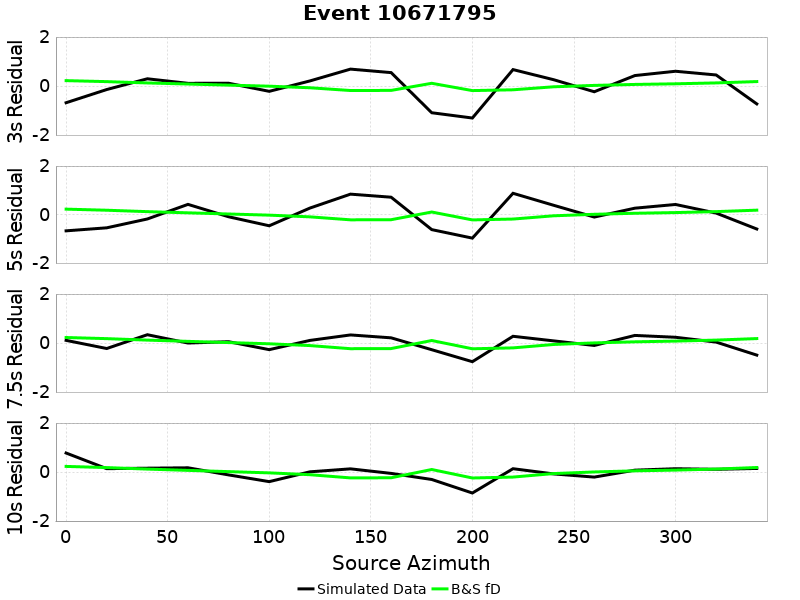 Event 10671795
3s Residual
2
0
-2
5s Residual
2
0
-2
7.5s Residual
2
0
-2
10s Residual
2
0
-2
0 50 100 150 200 250 300
Source Azimuth
Simulated Data B&S fD